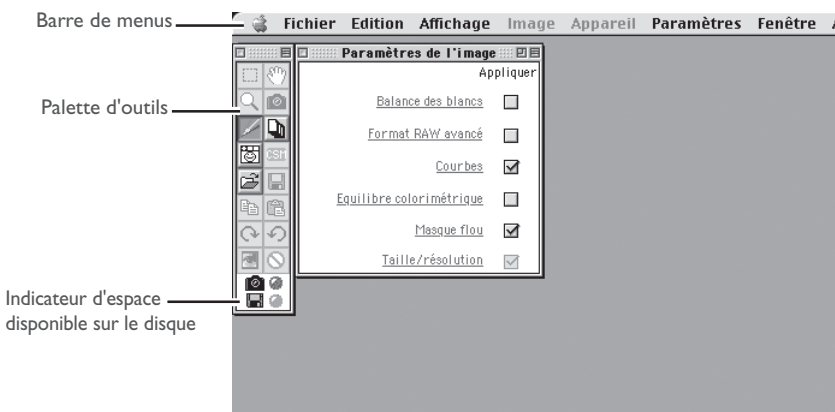 Barre de menus
Fichier Edition Affichage Image Appareil Paramètres Fenêtre
Paramètres de l'image
Appliquer
Palette d'outils
Balance des blancs
Format RAW avancé
CSM
Courbes
Equilibre colorimétrique
Masque flou
Taille/résolution
Indicateur d'espace
disponible sur le disque